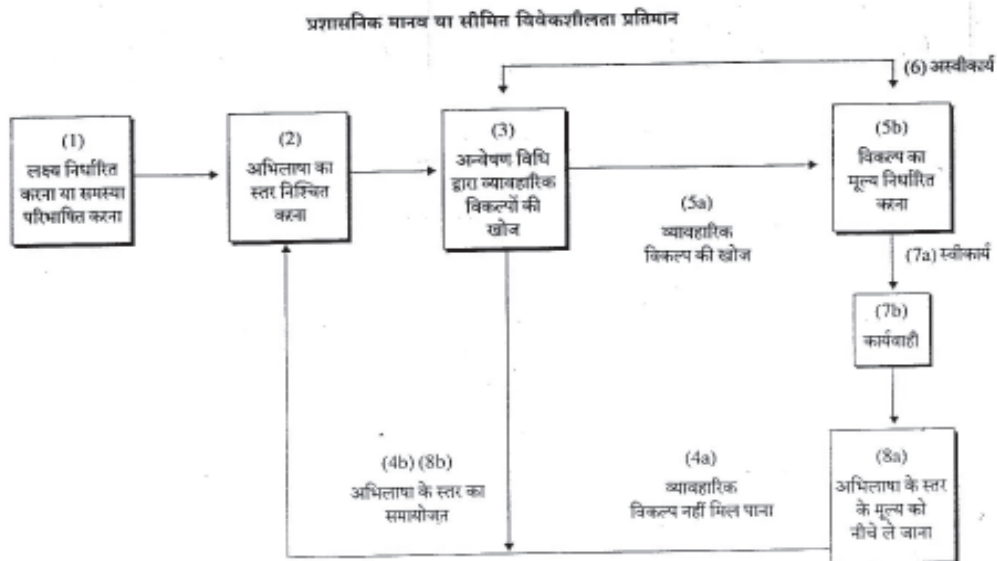 प्रशासनिक मानव या सीमित विवेकशीलता प्रतिमान
(6) अस्वीकार्य
(1)
लक्ष्य निर्धारित
करना या समस्या
परिभाषित करना
(2)
अभिलाषा का
स्तर निश्चित
करना
(3)
अन्वेषण विधि
द्वारा व्यावहारिक
विकल्पों की
खोज
(5a)
व्यावहारिक
विकल्प की खोज
(5b)
विकल्प का
मूल्य निर्धारित
करना
(7a) स्वीकार्य
(7b)
कार्यवाही
(4b) (8b)
अभिलाषा के स्तर का
समायोजन
(4a)
व्यावहारिक
विकल्प नहीं मिल पाना
(8a)
अभिलाषा के स्तर
के मूल्य को
नीचे ले जाना